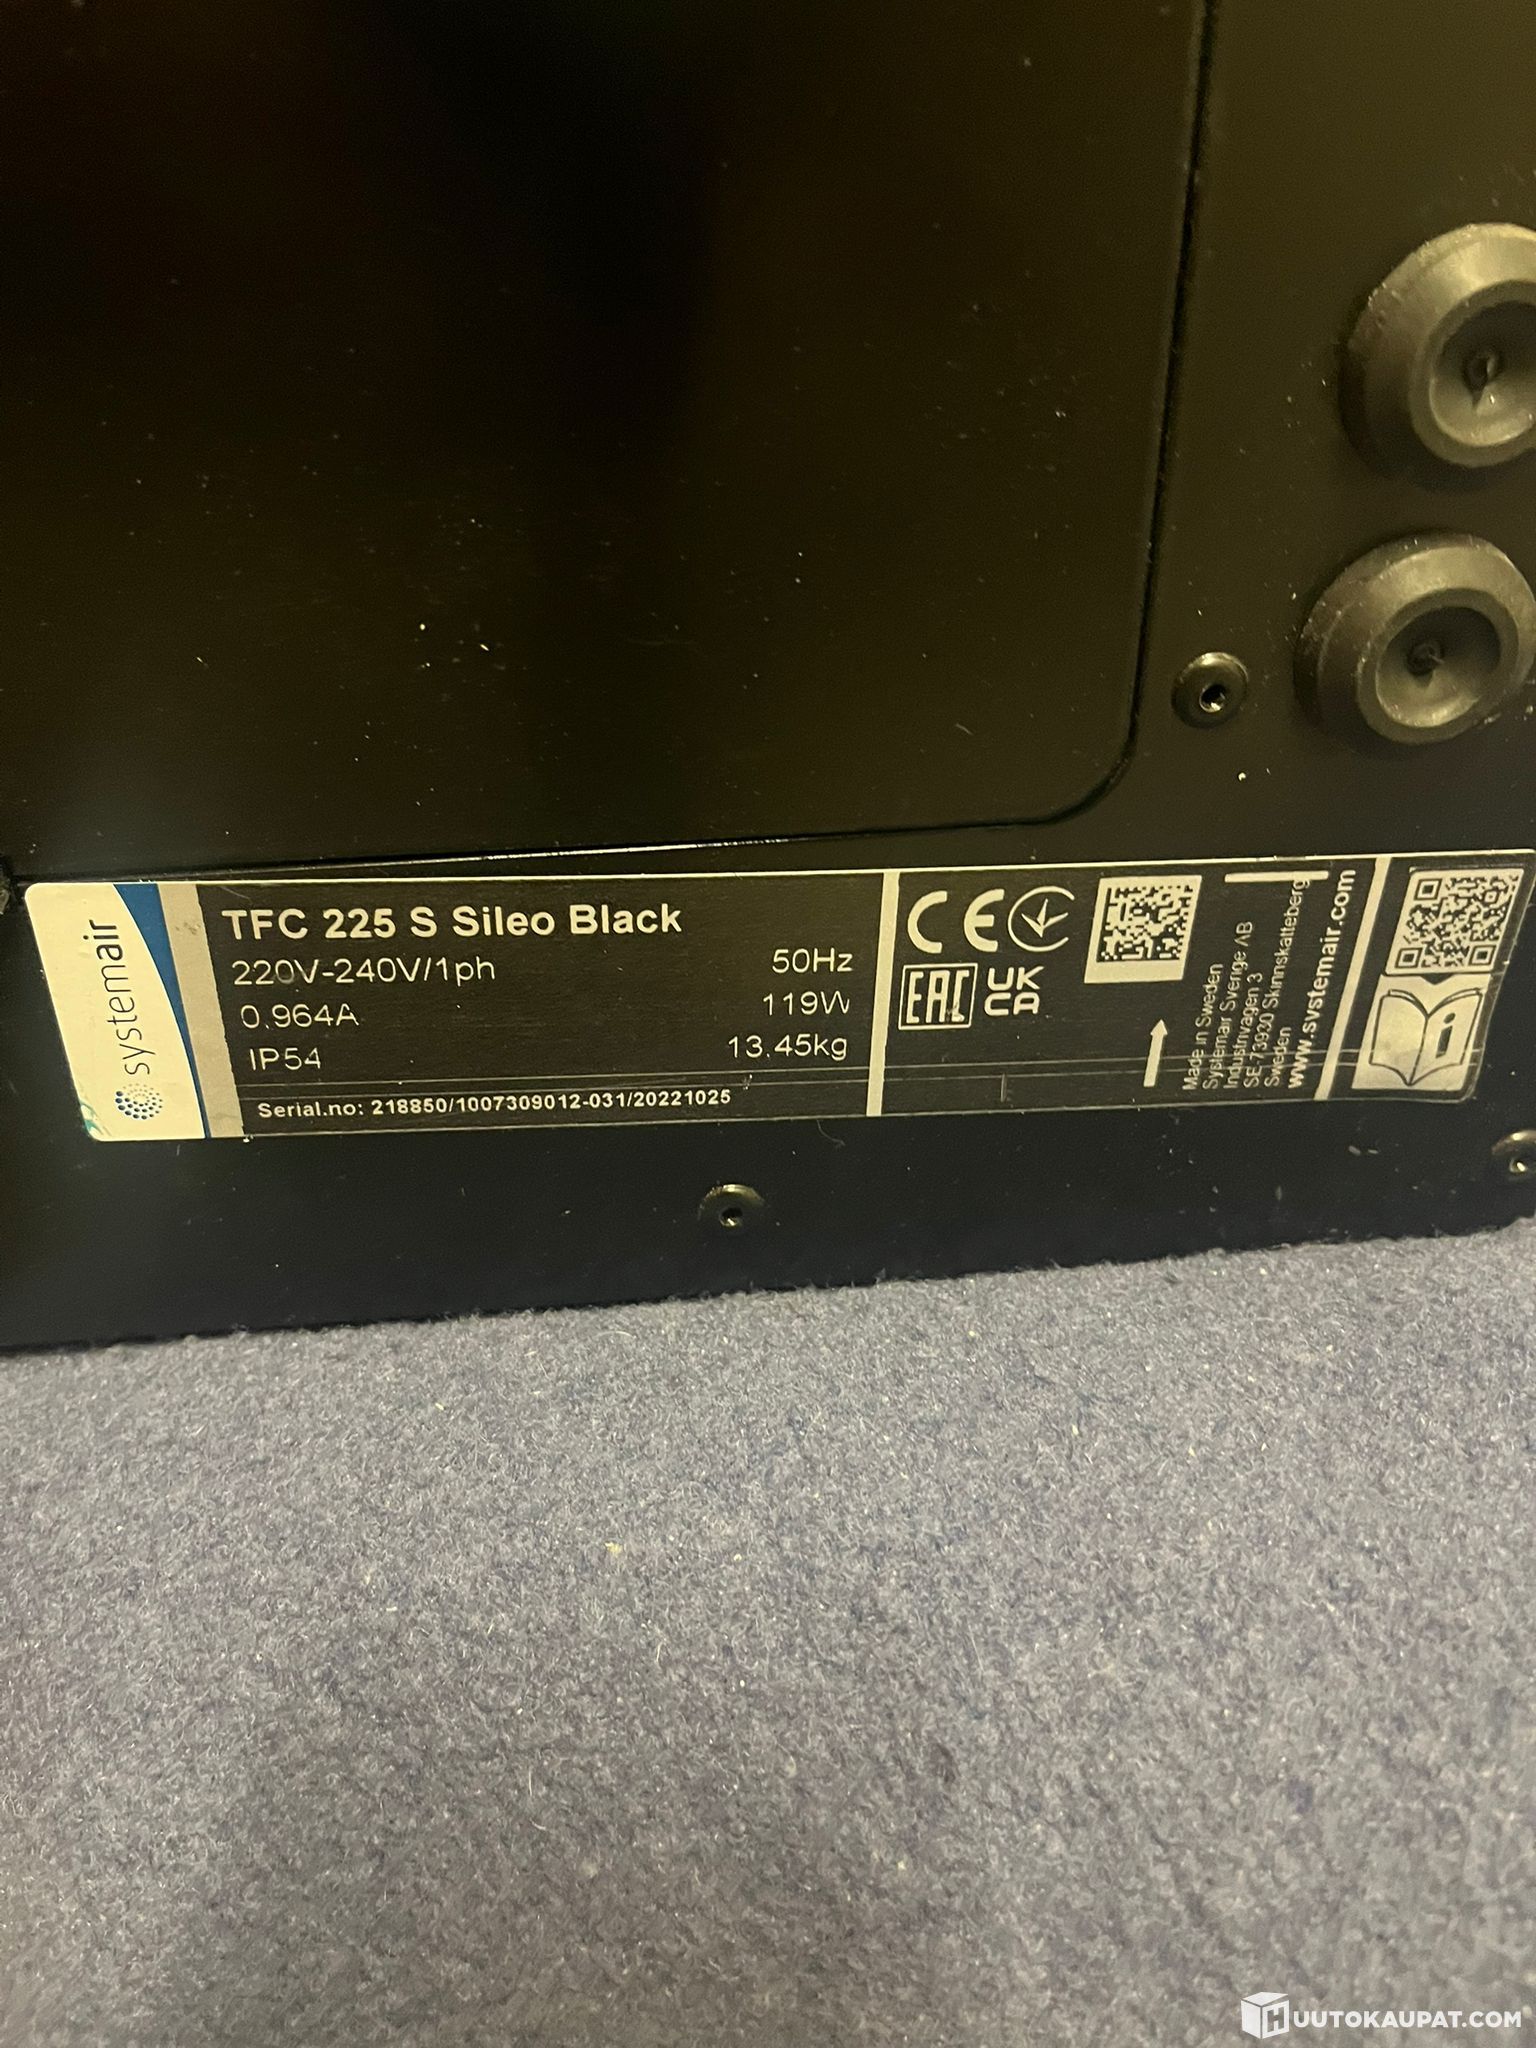 systemair
TFC 225 S Sileo Black
220V-240V/1ph
50Hz
0.964A
119W
IP54
13.45kg
Serial.no: 218850/1007309012-031/20221025
CE
EAC
UK
CA
Made in Sweden
Systemair Sverige AB
Industrivägen 3
SE-73930 Skinnskatteberg
Sweden
www.systemair.com
i
HUUTOKAUPAT.COM